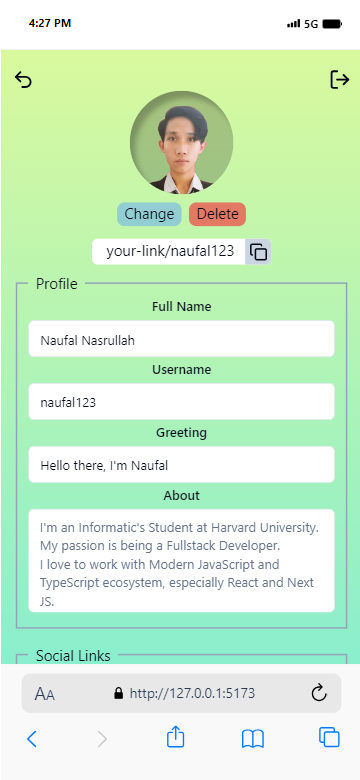 4:27 PM
5G
Change
Delete
your-link/naufal123
Profile
Full Name
Naufal Nasrullah
Username
naufal123
Greeting
Hello there, I'm Naufal
About
I'm an Informatic's Student at Harvard University.
My passion is being a Fullstack Developer.
I love to work with Modern JavaScript and
TypeScript ecosystem, especially React and Next
JS.
Social Links
AA
http://127.0.0.1:5173